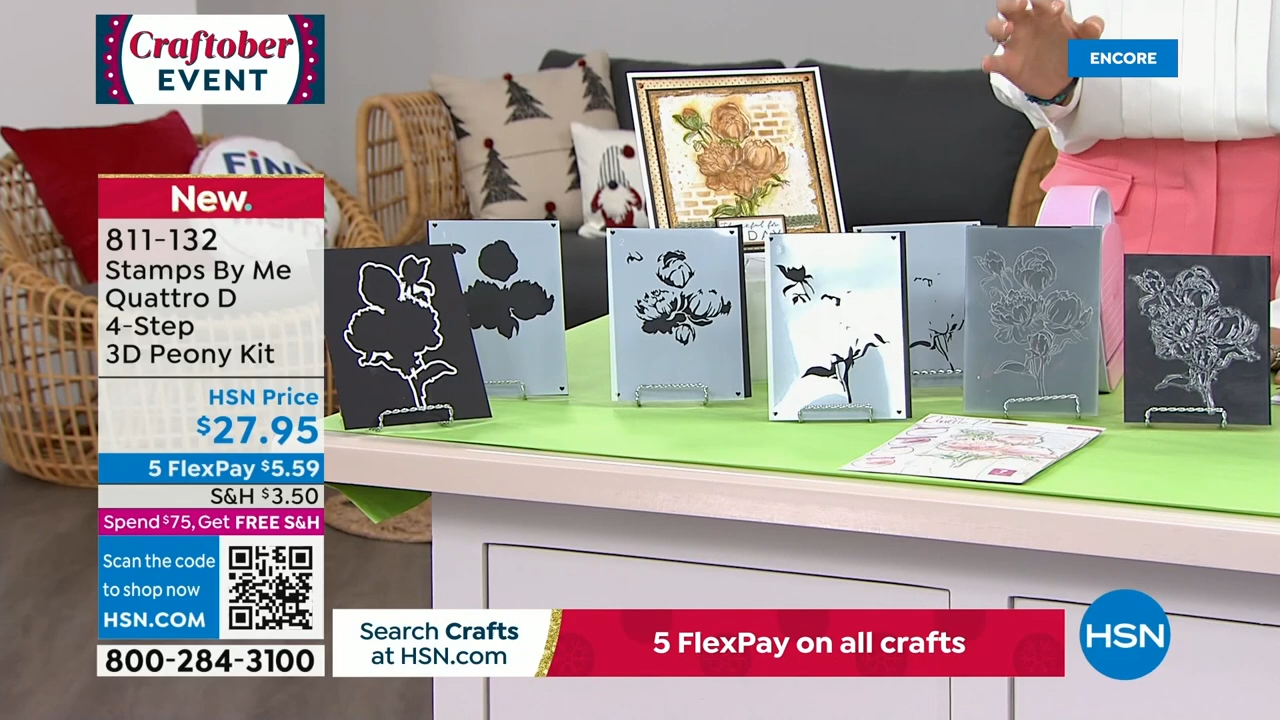 Craftober
EVENT
ENCORE
New.
811-132
Stamps By Me
Quattro D
4-Step
3D Peony Kit
HSN Price
$27.95
5 FlexPay $5.59
S&H $3.50
Spend $75, Get FREE S&H
Scan the code
to shop now
HSN.COM
800-284-3100
Search Crafts
at HSN.com
5 FlexPay on all crafts
HSN